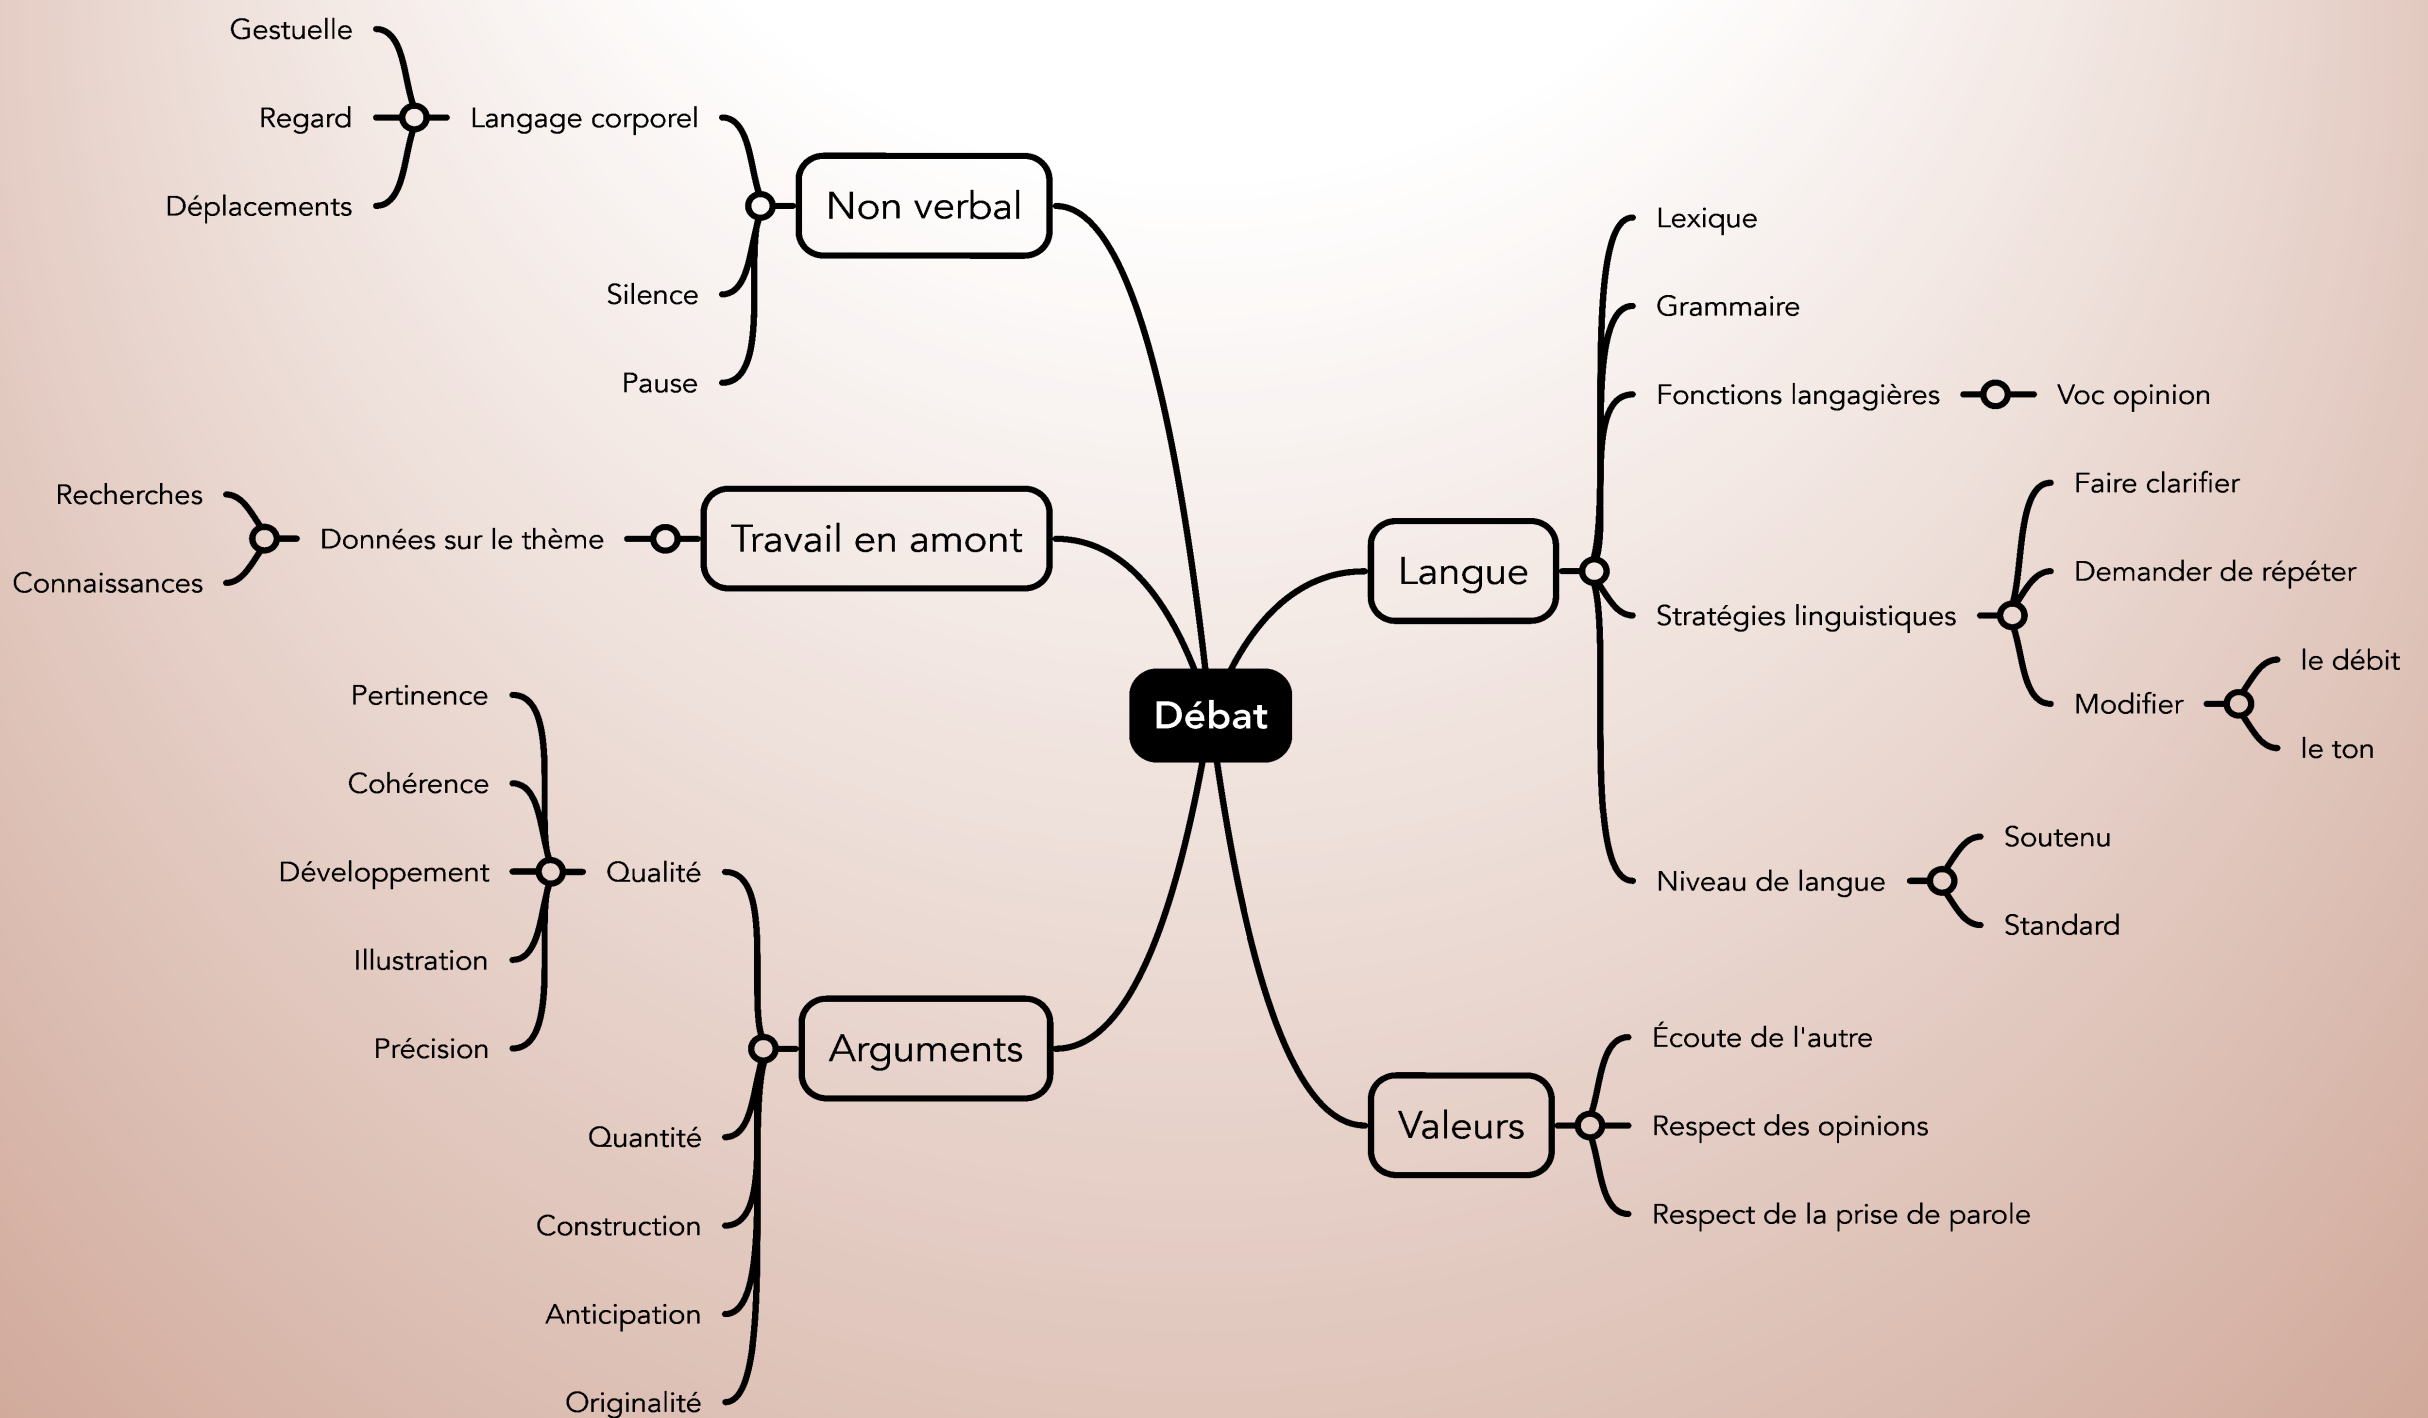 Débat
Non verbal
Langage corporel
Gestuelle
Regard
Déplacements
Silence
Pause
Travail en amont
Données sur le thème
Recherches
Connaissances
Arguments
Qualité
Pertinence
Cohérence
Développement
Illustration
Précision
Quantité
Construction
Anticipation
Originalité
Langue
Lexique
Grammaire
Fonctions langagières
Voc opinion
Stratégies linguistiques
Faire clarifier
Demander de répéter
Modifier
le débit
le ton
Niveau de langue
Soutenu
Standard
Valeurs
Écoute de l'autre
Respect des opinions
Respect de la prise de parole